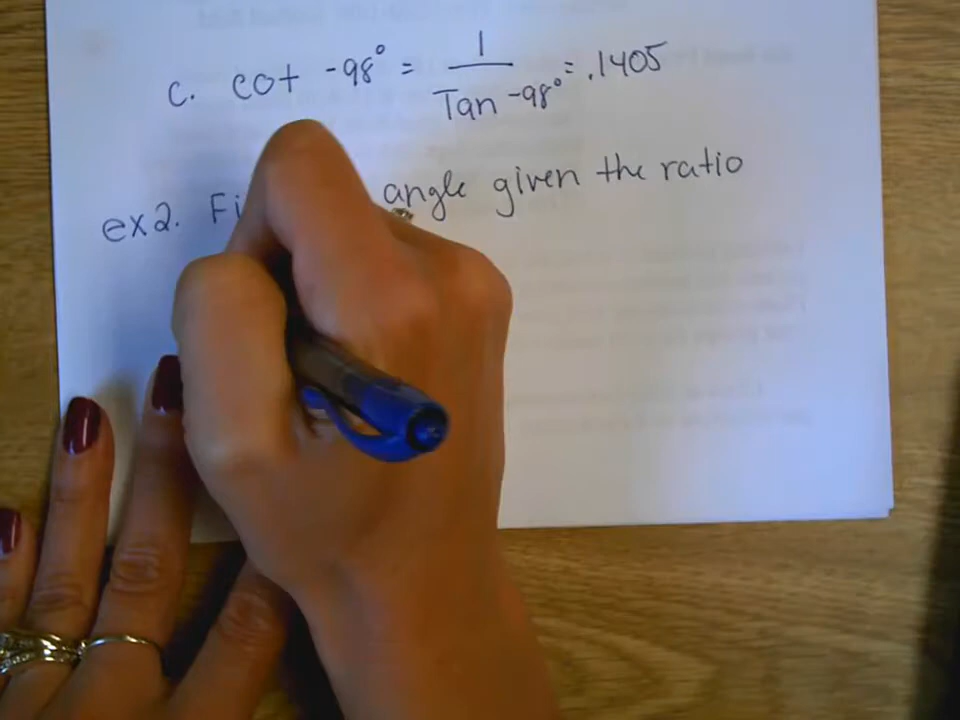 c. cot -98° = 1 / Tan -98° = .1405
ex2. Fi angle given the ratio